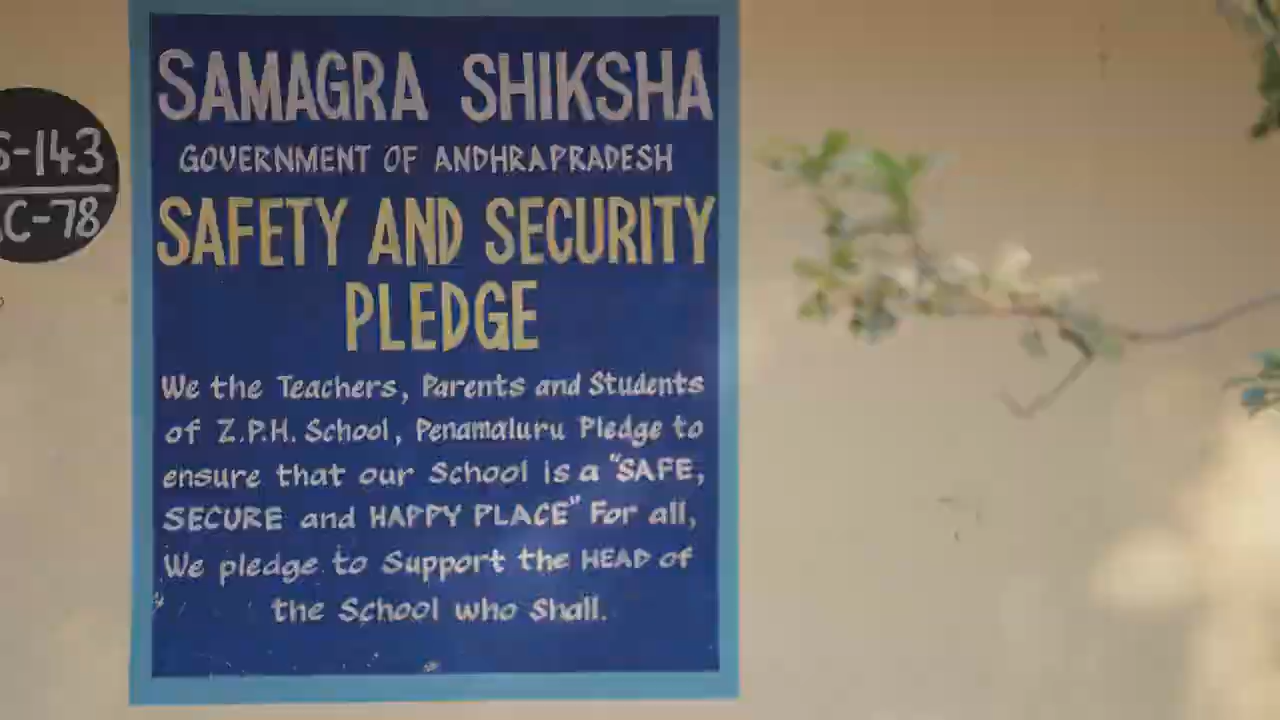 SAMAGRA SHIKSHA
GOVERNMENT OF ANDHRAPRADESH
SAFETY AND SECURITY
PLEDGE
We the Teachers, Parents and Students
of Z.P.H. School, Penamaluru Pledge to
ensure that our School is a "SAFE,
SECURE and HAPPY PLACE" For all,
We pledge to Support the HEAD of
the School who Shall.
S-143
C-78